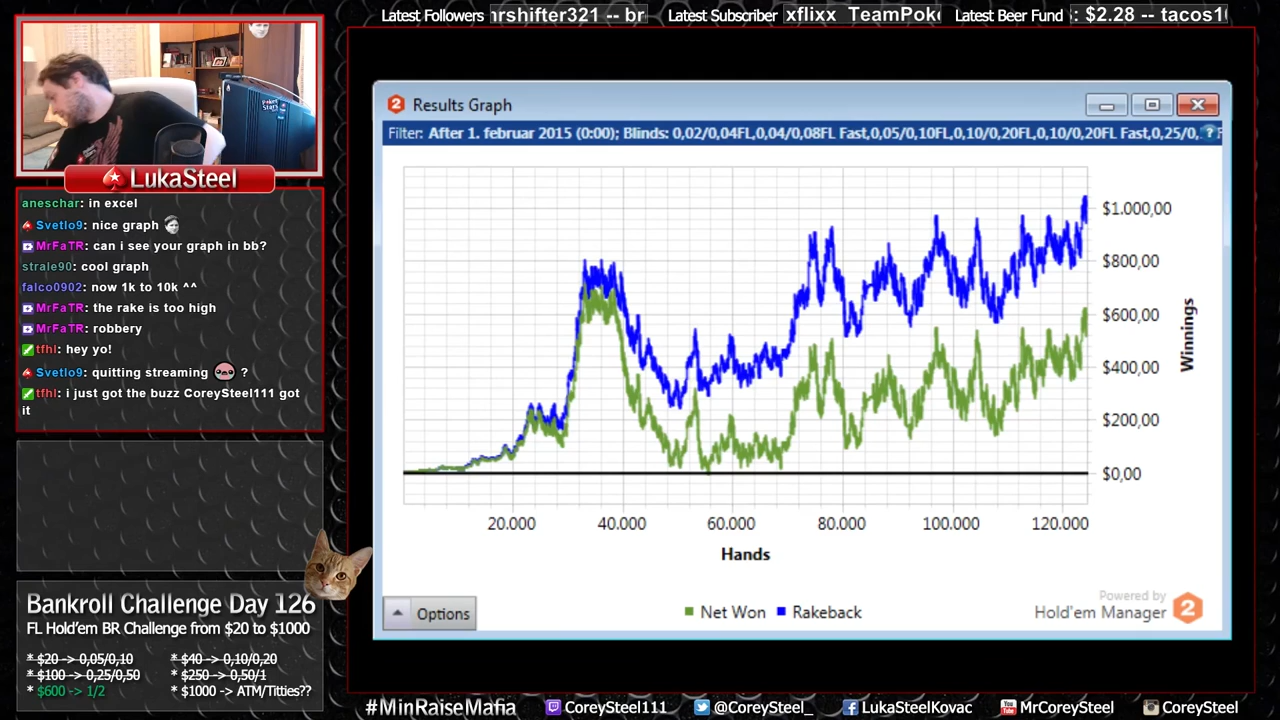 Latest Followers hrshifter321 -- br Latest Subscriber xflixx_TeamPok Latest Beer Fund : $2.28 -- tacos1
LukaSteel
aneschar: in excel
Svetlo9: nice graph
MrFaTR: can i see your graph in bb?
strale90: cool graph
falco0902: now 1k to 10k ^^
MrFaTR: the rake is too high
MrFaTR: robbery
tfhl: hey yo!
Svetlo9: quitting streaming ?
tfhl: i just got the buzz CoreySteel111 got
it
Bankroll Challenge Day 126
FL Hold'em BR Challenge from $20 to $1000
* $20 -> 0,05/0,10 * $40 -> 0,10/0,20
* $100 -> 0,25/0,50 * $250 -> 0,50/1
* $600 -> 1/2 * $1000 -> ATM/Titties??
2 Results Graph
Filter: After 1. februar 2015 (0:00); Blinds: 0,02/0,04FL,0,04/0,08FL Fast,0,05/0,10FL,0,10/0,20FL,0,10/0,20FL Fast,0,25/0, ?
$1.000,00
$800,00
$600,00
$400,00
$200,00
$0,00
Winnings
20.000 40.000 60.000 80.000 100.000 120.000
Hands
Options
Net Won Rakeback
Powered by
Hold'em Manager 2
#MinRaiseMafia CoreySteel111 @CoreySteel_ LukaSteelKovac MrCoreySteel CoreySteel